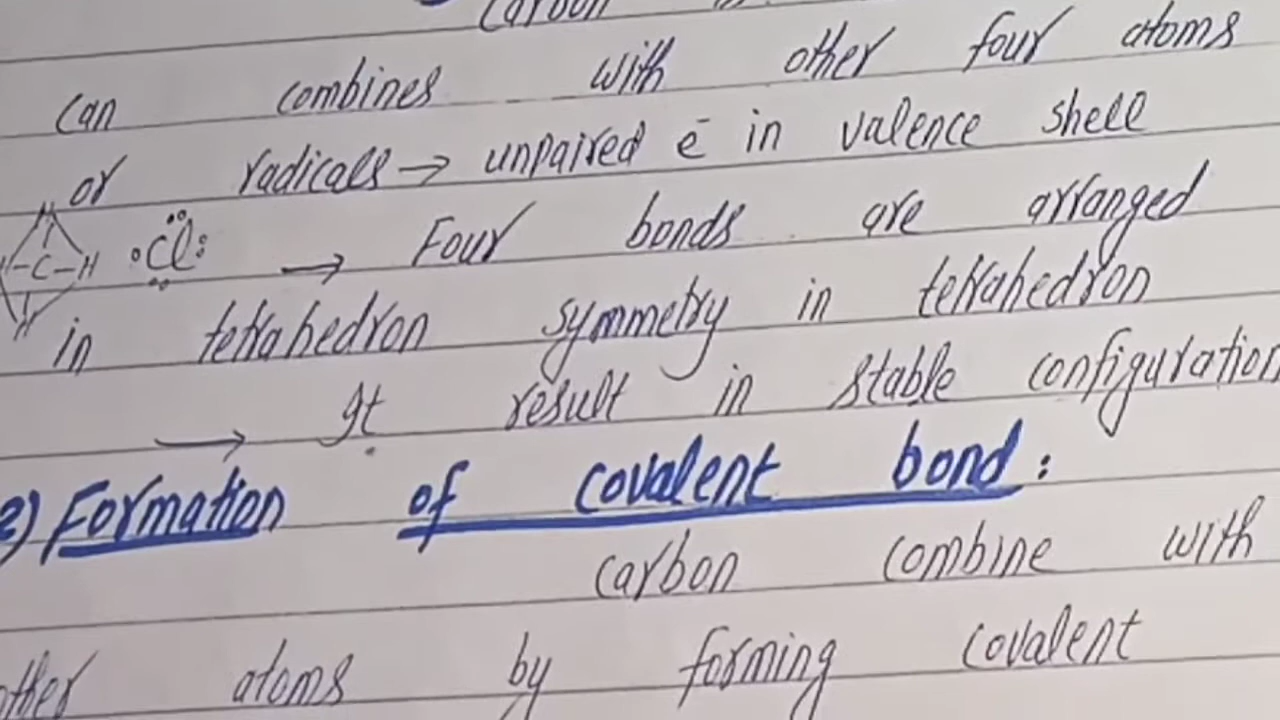 Carbon
can combines with other four atoms
or radicals → unpaired e⁻ in valence shell
H
-C-H •Cl: → Four bonds are arranged
H
in tetrahedron symmetry in tetrahedron
→ It result in stable configuration
2) Formation of covalent bond:
carbon combine with
other atoms by forming covalent